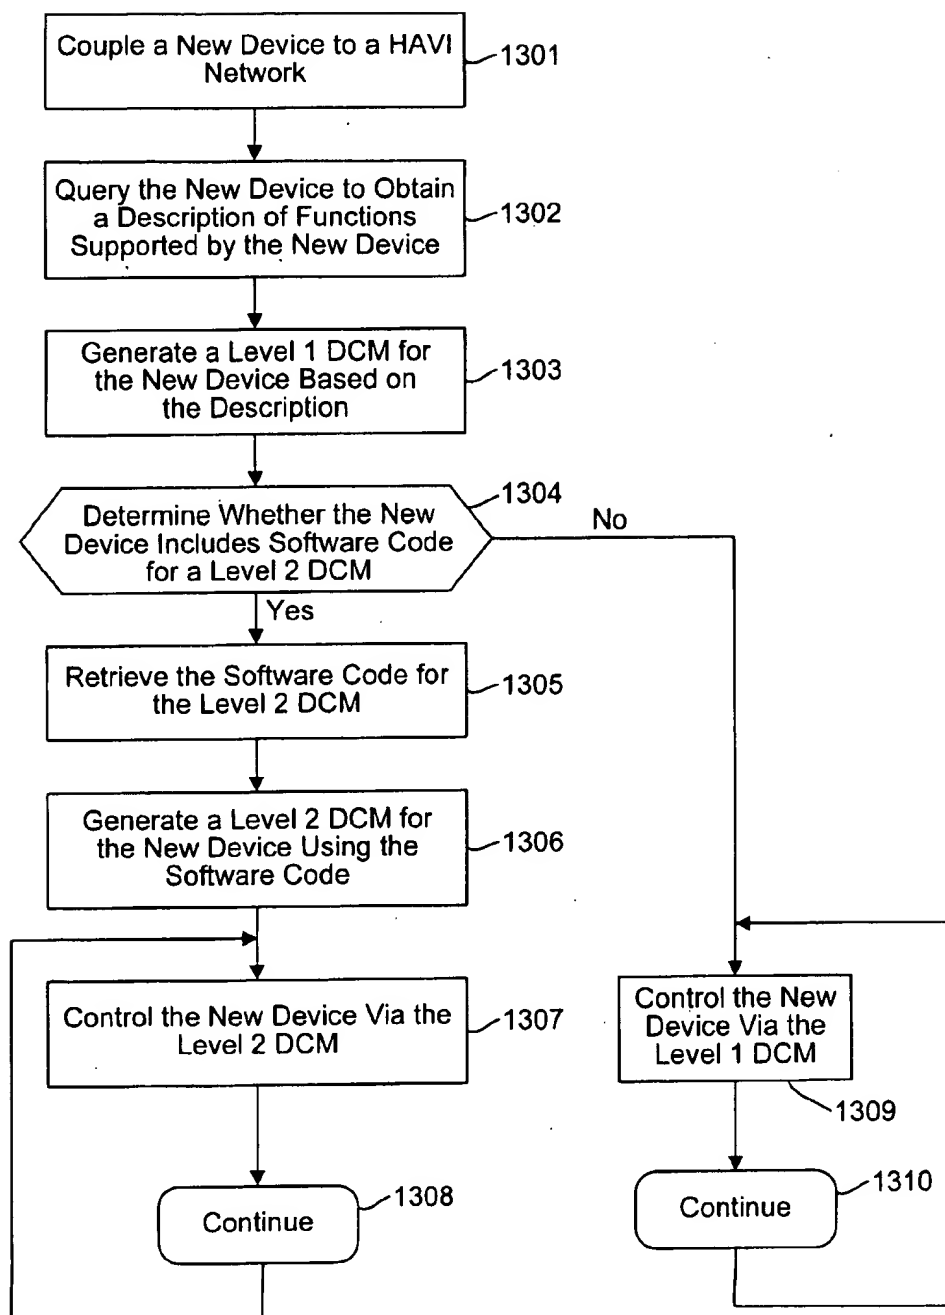 Couple a New Device to a HAVI
Network
1301
Query the New Device to Obtain
a Description of Functions
Supported by the New Device
1302
Generate a Level 1 DCM for
the New Device Based on
the Description
1303
Determine Whether the New
Device Includes Software Code
for a Level 2 DCM
1304
No
Yes
Retrieve the Software Code for
the Level 2 DCM
1305
Generate a Level 2 DCM for
the New Device Using the
Software Code
1306
Control the New Device Via the
Level 2 DCM
1307
Control the New
Device Via the
Level 1 DCM
1309
Continue
1308
Continue
1310